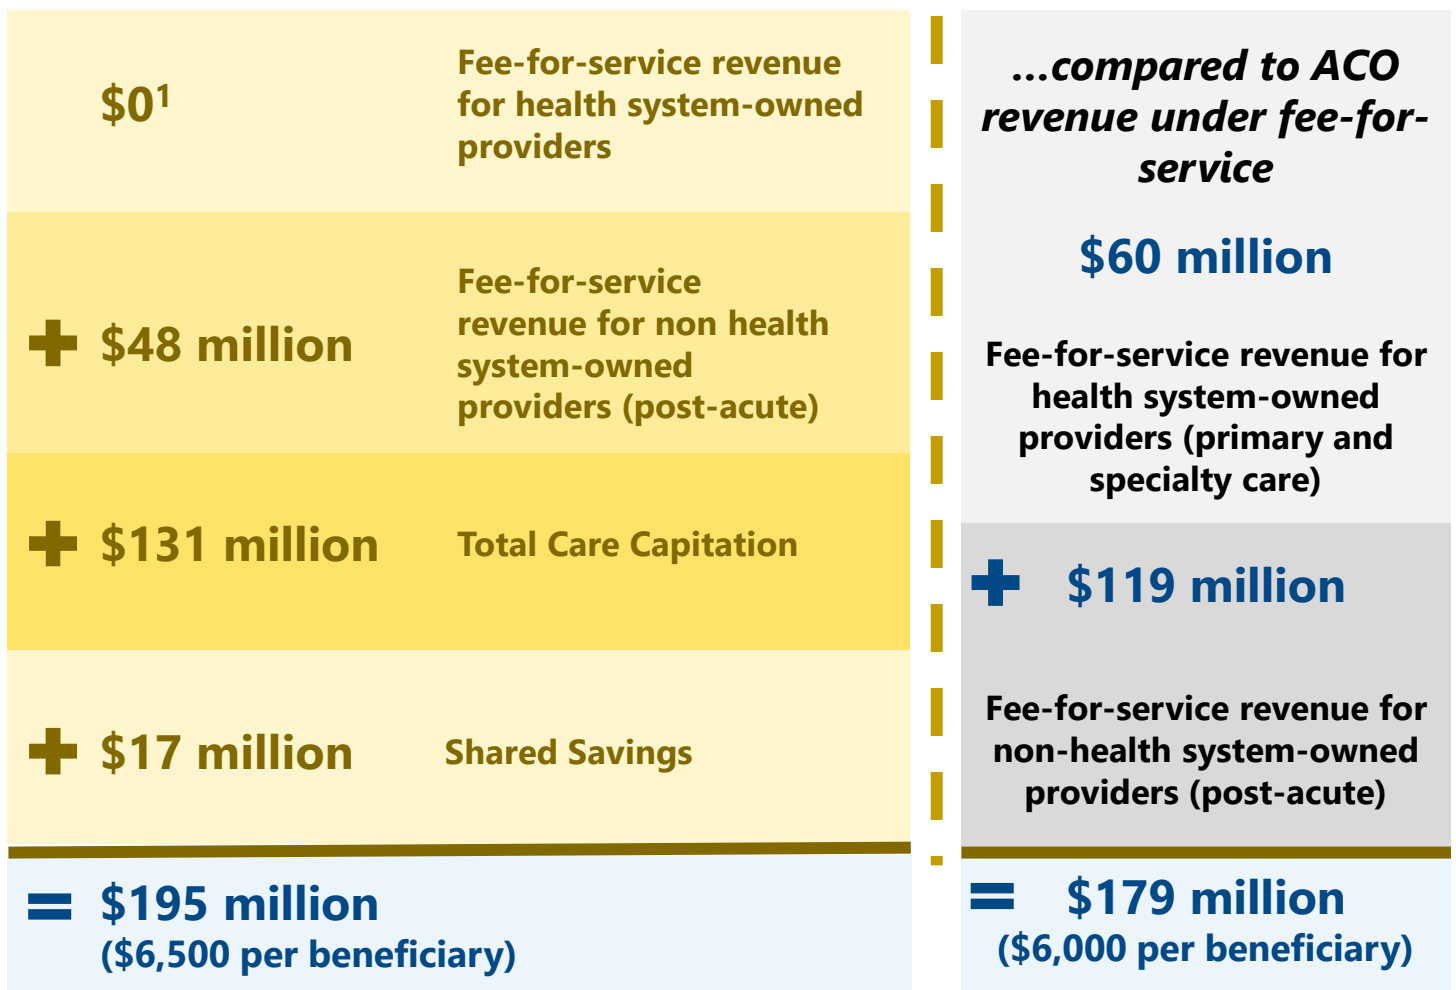 $0¹
Fee-for-service revenue
for health system-owned
providers
+ $48 million
Fee-for-service
revenue for non health
system-owned
providers (post-acute)
+ $131 million
Total Care Capitation
+ $17 million
Shared Savings
= $195 million
($6,500 per beneficiary)
...compared to ACO
revenue under fee-for-
service
$60 million
Fee-for-service revenue for
health system-owned
providers (primary and
specialty care)
+ $119 million
Fee-for-service revenue for
non-health system-owned
providers (post-acute)
= $179 million
($6,000 per beneficiary)